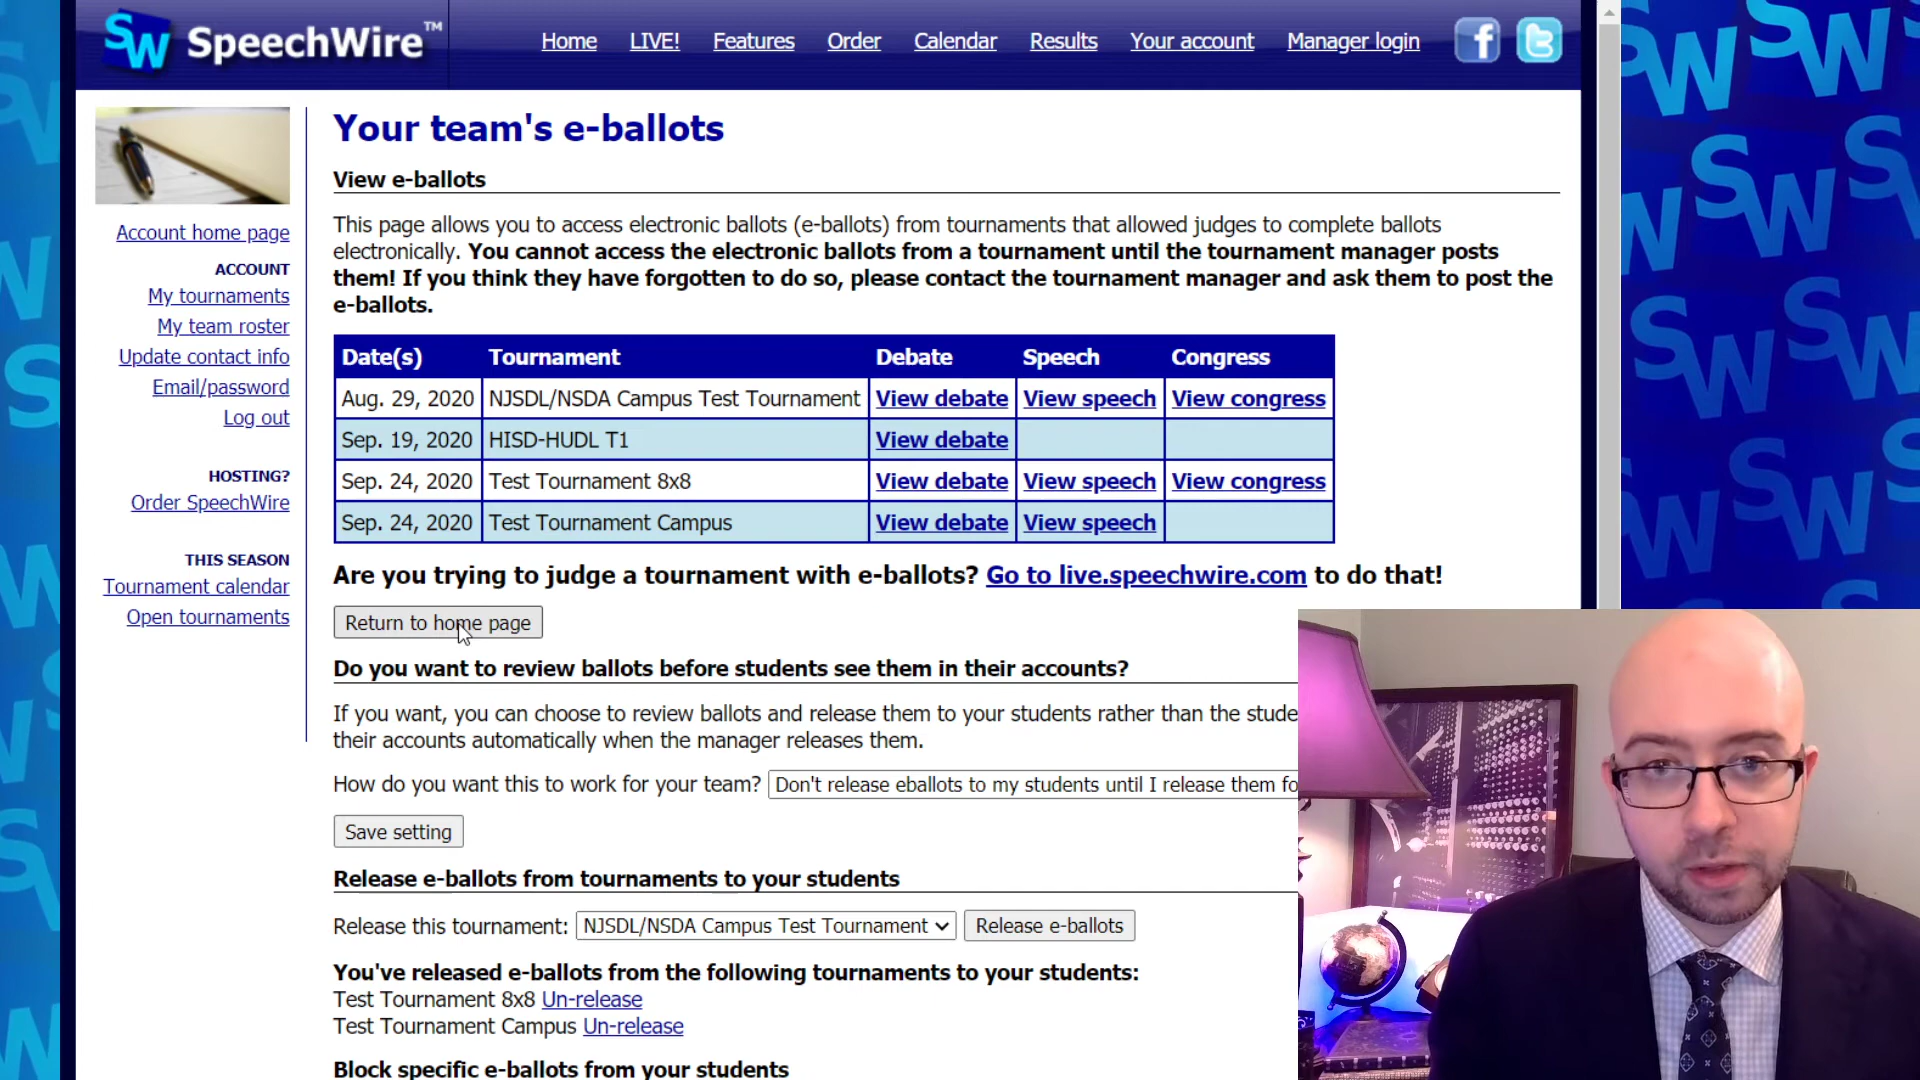 SW SpeechWire™
Home LIVE! Features Order Calendar Results Your account Manager login
Account home page
ACCOUNT
My tournaments
My team roster
Update contact info
Email/password
Log out
HOSTING?
Order SpeechWire
THIS SEASON
Tournament calendar
Open tournaments
Your team's e-ballots
View e-ballots
This page allows you to access electronic ballots (e-ballots) from tournaments that allowed judges to complete ballots
electronically. You cannot access the electronic ballots from a tournament until the tournament manager posts
them! If you think they have forgotten to do so, please contact the tournament manager and ask them to post the
e-ballots.
Date(s) Tournament Debate Speech Congress
Aug. 29, 2020 NJSDL/NSDA Campus Test Tournament View debate View speech View congress
Sep. 19, 2020 HISD-HUDL T1 View debate
Sep. 24, 2020 Test Tournament 8x8 View debate View speech View congress
Sep. 24, 2020 Test Tournament Campus View debate View speech
Are you trying to judge a tournament with e-ballots? Go to live.speechwire.com to do that!
Return to home page
Do you want to review ballots before students see them in their accounts?
If you want, you can choose to review ballots and release them to your students rather than the stude
their accounts automatically when the manager releases them.
How do you want this to work for your team? Don't release eballots to my students until I release them fo
Save setting
Release e-ballots from tournaments to your students
Release this tournament: NJSDL/NSDA Campus Test Tournament Release e-ballots
You've released e-ballots from the following tournaments to your students:
Test Tournament 8x8 Un-release
Test Tournament Campus Un-release
Block specific e-ballots from your students